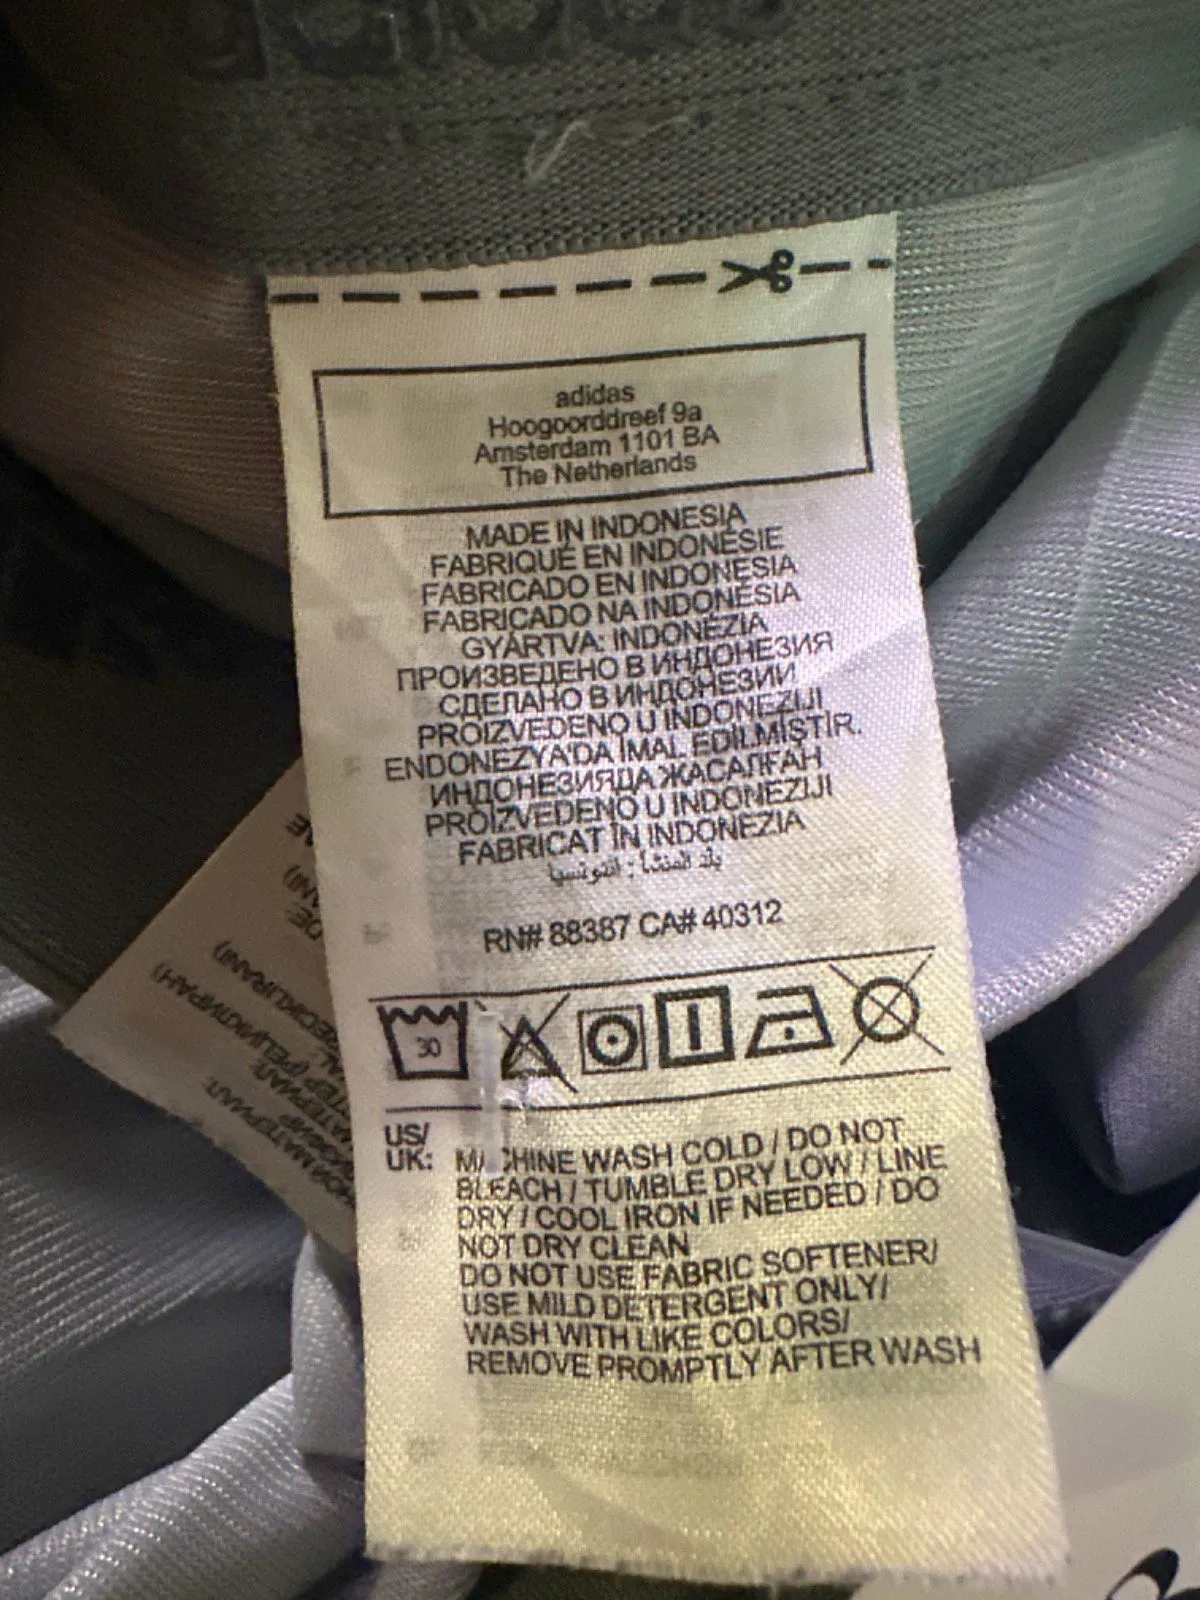 adidas
Hoogoorddreef 9a
Amsterdam 1101 BA
The Netherlands
MADE IN INDONESIA
FABRIQUÉ EN INDONÉSIE
FABRICADO EN INDONESIA
FABRICADO NA INDONÉSIA
GYÁRTVA: INDONÉZIA
ПРОИЗВЕДЕНО В ИНДОНЕЗИЯ
СДЕЛАНО В ИНДОНЕЗИИ
PROIZVEDENO U INDONEZIJI
ENDONEZYA'DA İMAL EDİLMİŞTİR.
ИНДОНЕЗИЯДА ЖАСАЛҒАН
PROIZVEDENO U INDONEZIJI
FABRICAT ÎN INDONEZIA
بلد المنشأ : اندونسيا
RN# 88387 CA# 40312
30
US/
UK: MACHINE WASH COLD / DO NOT
BLEACH / TUMBLE DRY LOW / LINE
DRY / COOL IRON IF NEEDED / DO
NOT DRY CLEAN
DO NOT USE FABRIC SOFTENER/
USE MILD DETERGENT ONLY/
WASH WITH LIKE COLORS/
REMOVE PROMPTLY AFTER WASH